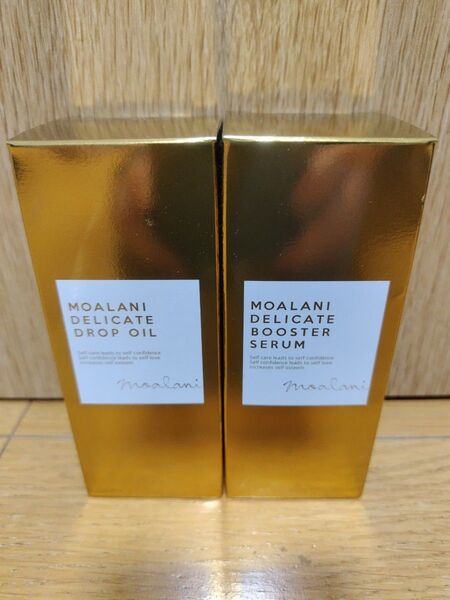 MOALANI
DELICATE
DROP OIL
Self care leads to self confidence
Self confidence leads to self love
increases self esteem
moalani
MOALANI
DELICATE
BOOSTER
SERUM
Self care leads to self confidence
Self confidence leads to self love
increases self esteem
moalani